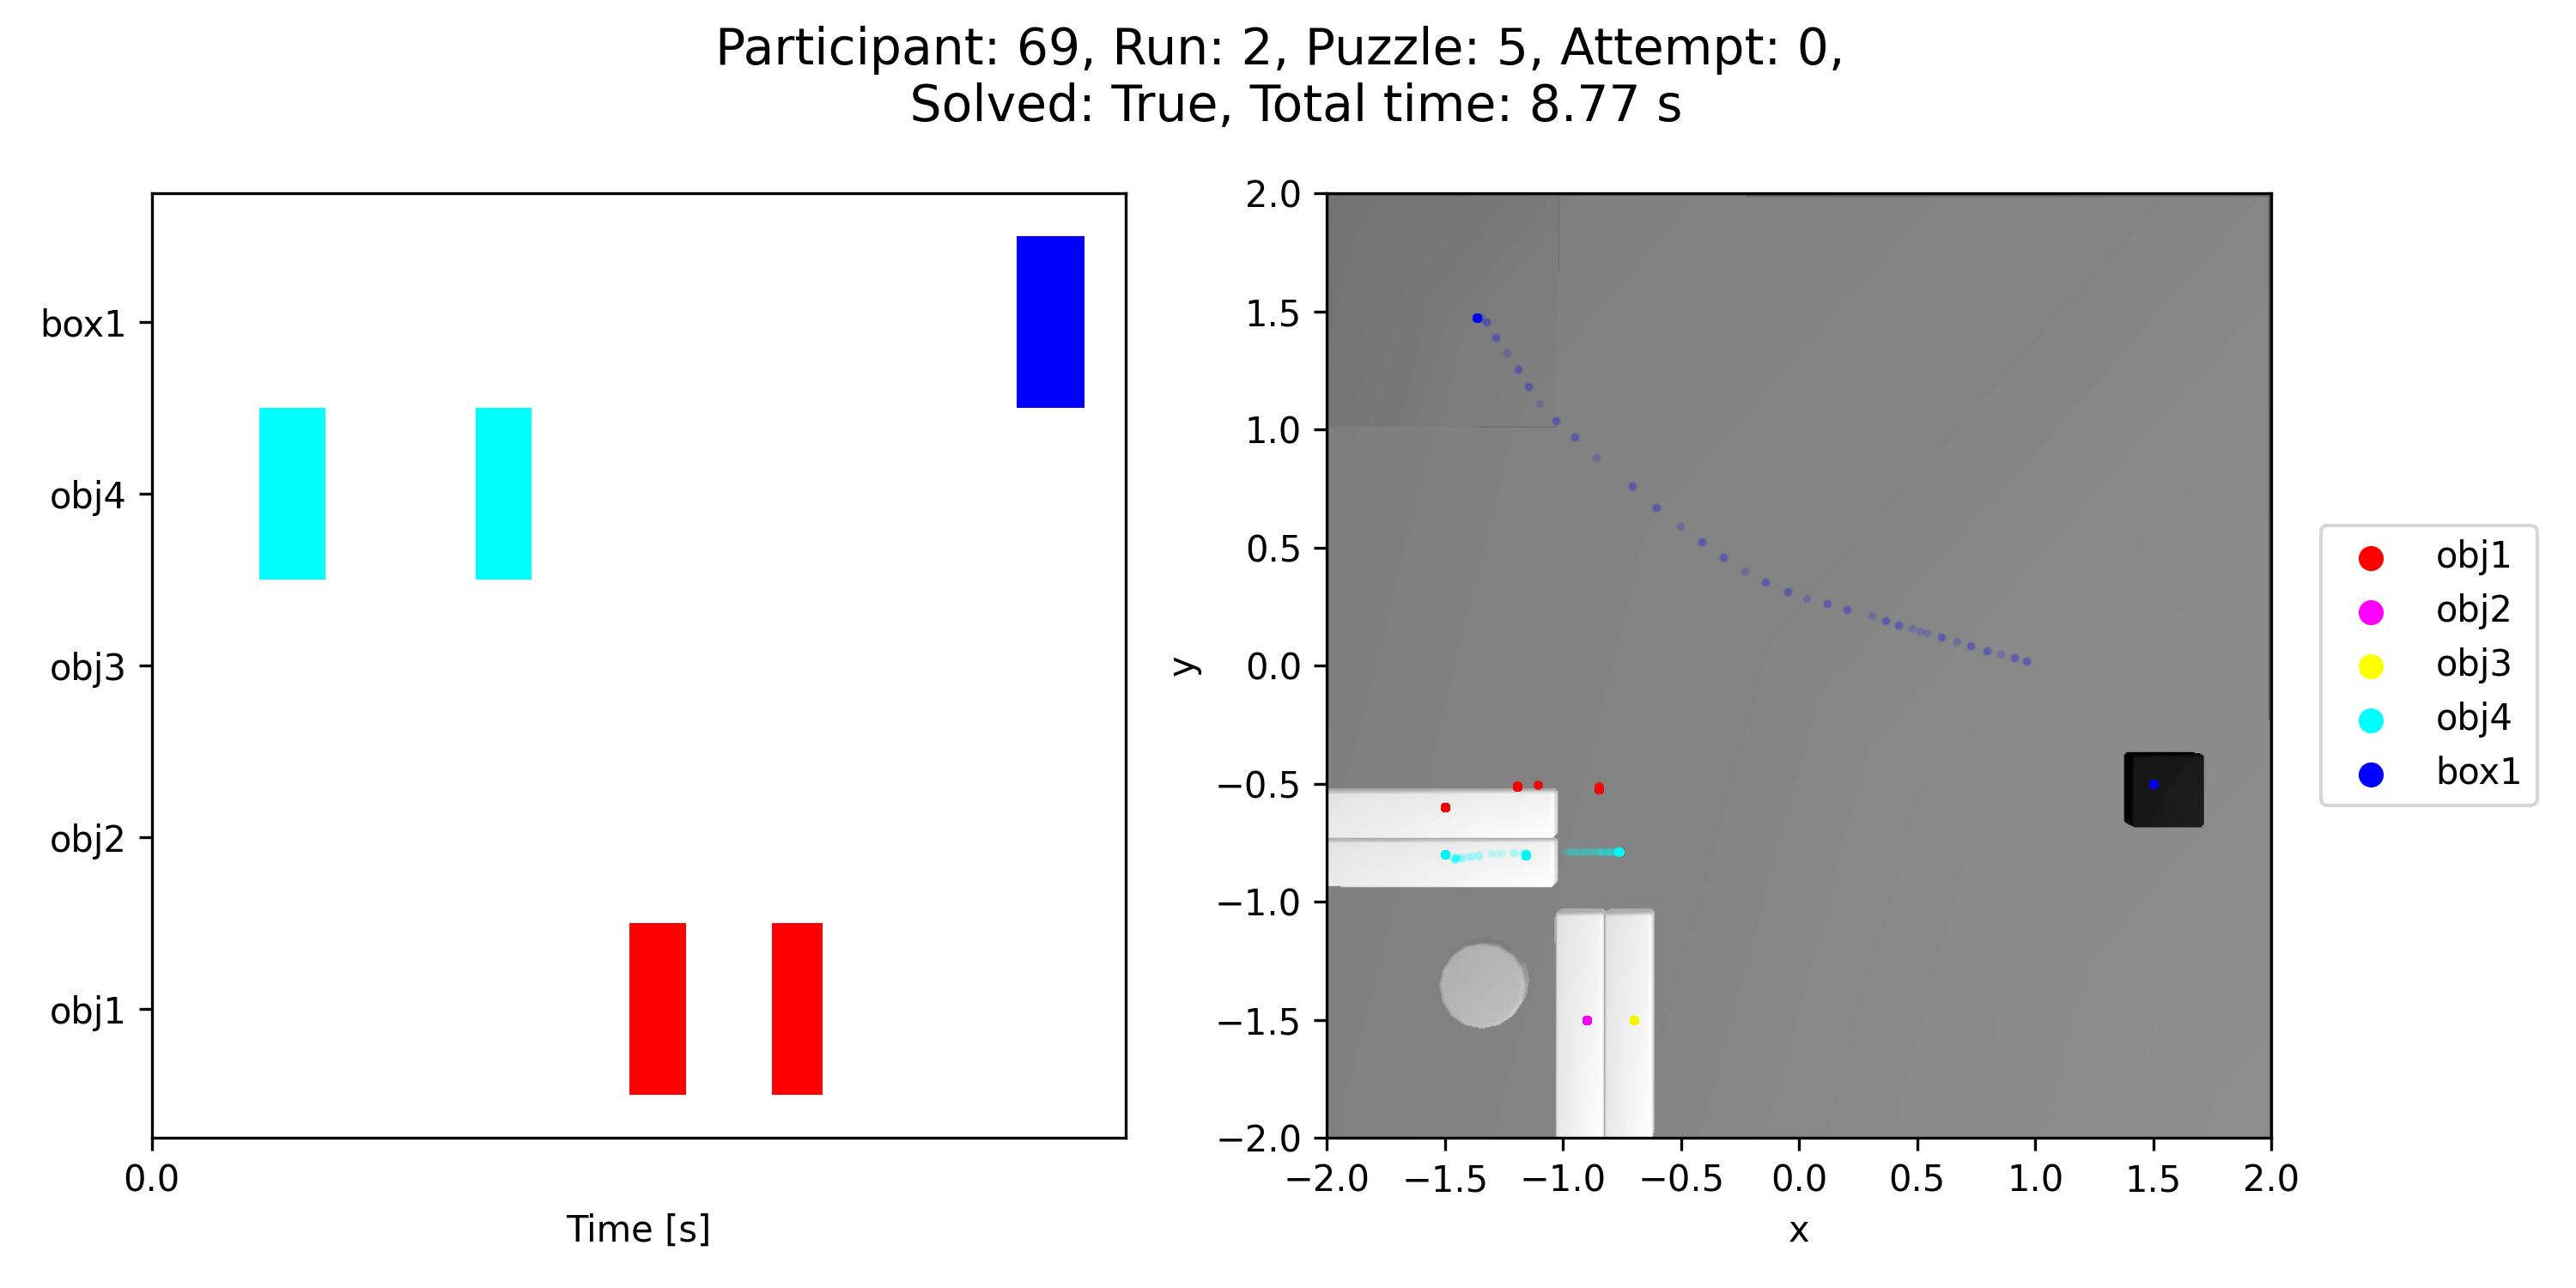 Participant: 69, Run: 2, Puzzle: 5, Attempt: 0,
Solved: True, Total time: 8.77 s
box1
obj4
obj3
obj2
obj1
0.0
Time [s]
2.0
1.5
1.0
0.5
0.0
−0.5
−1.0
−1.5
−2.0
y
−2.0 −1.5 −1.0 −0.5 0.0 0.5 1.0 1.5 2.0
x
obj1
obj2
obj3
obj4
box1